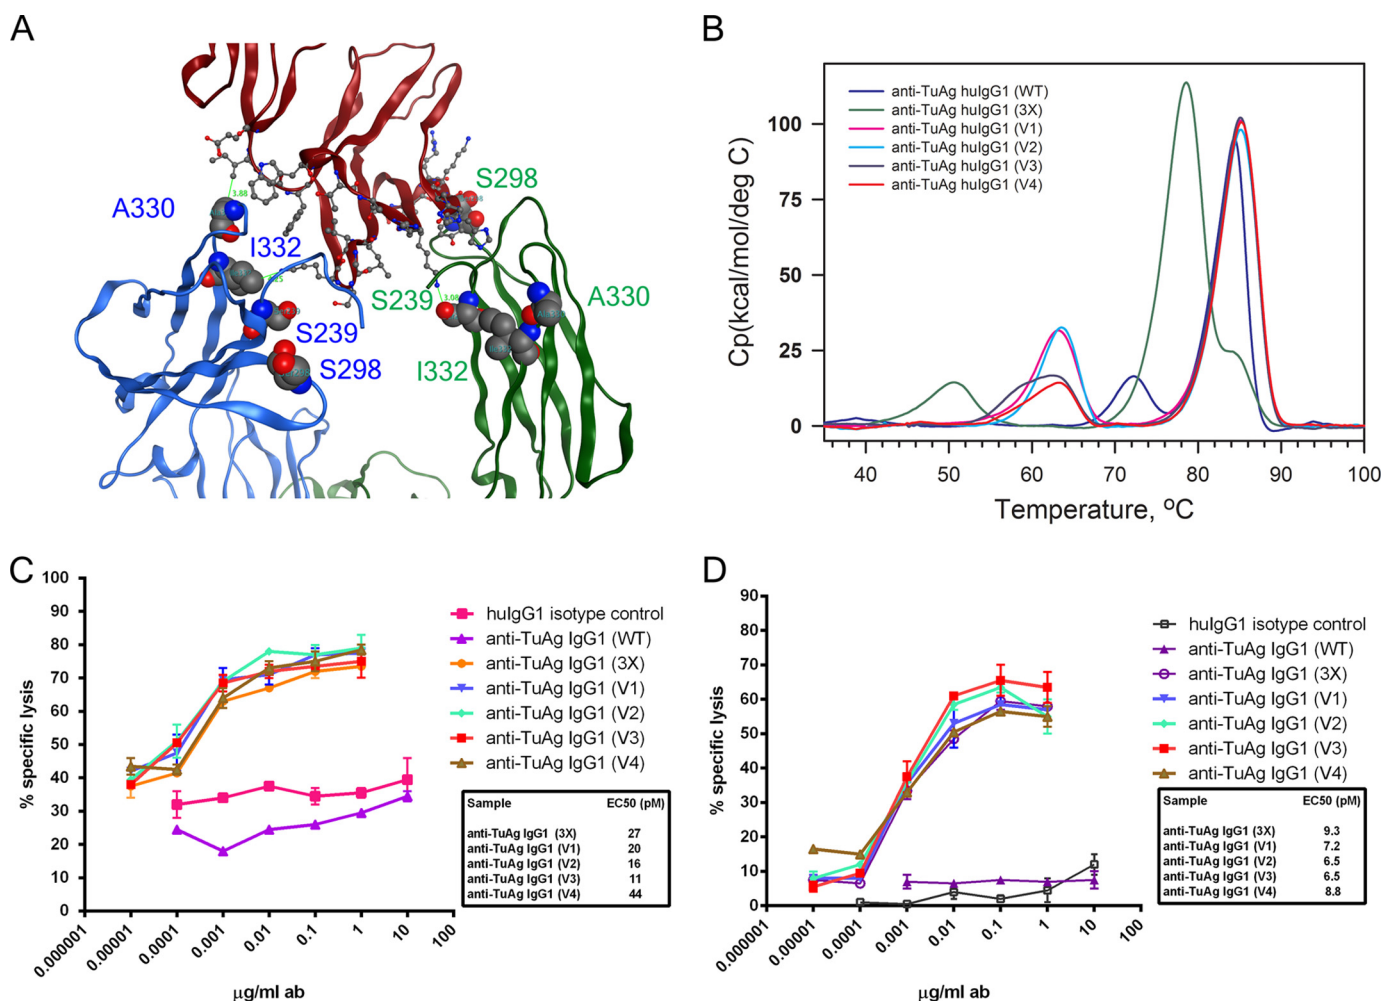 A
S298
A330
3.88
I332
S239
A330
3.08
S239
S298
I332
B
anti-TuAg huIgG1 (WT)
anti-TuAg huIgG1 (3X)
anti-TuAg huIgG1 (V1)
anti-TuAg huIgG1 (V2)
anti-TuAg huIgG1 (V3)
anti-TuAg huIgG1 (V4)
Cp(kcal/mol/deg C)
100
75
50
25
0
40 50 60 70 80 90 100
Temperature, ºC
C
% specific lysis
100
90
80
70
60
50
40
30
20
10
0
0.000001 0.00001 0.0001 0.001 0.01 0.1 1 10 100
µg/ml ab
huIgG1 isotype control
anti-TuAg IgG1 (WT)
anti-TuAg IgG1 (3X)
anti-TuAg IgG1 (V1)
anti-TuAg IgG1 (V2)
anti-TuAg IgG1 (V3)
anti-TuAg IgG1 (V4)
Sample EC50 (pM)
anti-TuAg IgG1 (3X) 27
anti-TuAg IgG1 (V1) 20
anti-TuAg IgG1 (V2) 16
anti-TuAg IgG1 (V3) 11
anti-TuAg IgG1 (V4) 44
D
% specific lysis
90
80
70
60
50
40
30
20
10
0
0.000001 0.00001 0.0001 0.001 0.01 0.1 1 10 100
µg/ml ab
huIgG1 isotype control
anti-TuAg IgG1 (WT)
anti-TuAg IgG1 (3X)
anti-TuAg IgG1 (V1)
anti-TuAg IgG1 (V2)
anti-TuAg IgG1 (V3)
anti-TuAg IgG1 (V4)
Sample EC50 (pM)
anti-TuAg IgG1 (3X) 9.3
anti-TuAg IgG1 (V1) 7.2
anti-TuAg IgG1 (V2) 6.5
anti-TuAg IgG1 (V3) 6.5
anti-TuAg IgG1 (V4) 8.8